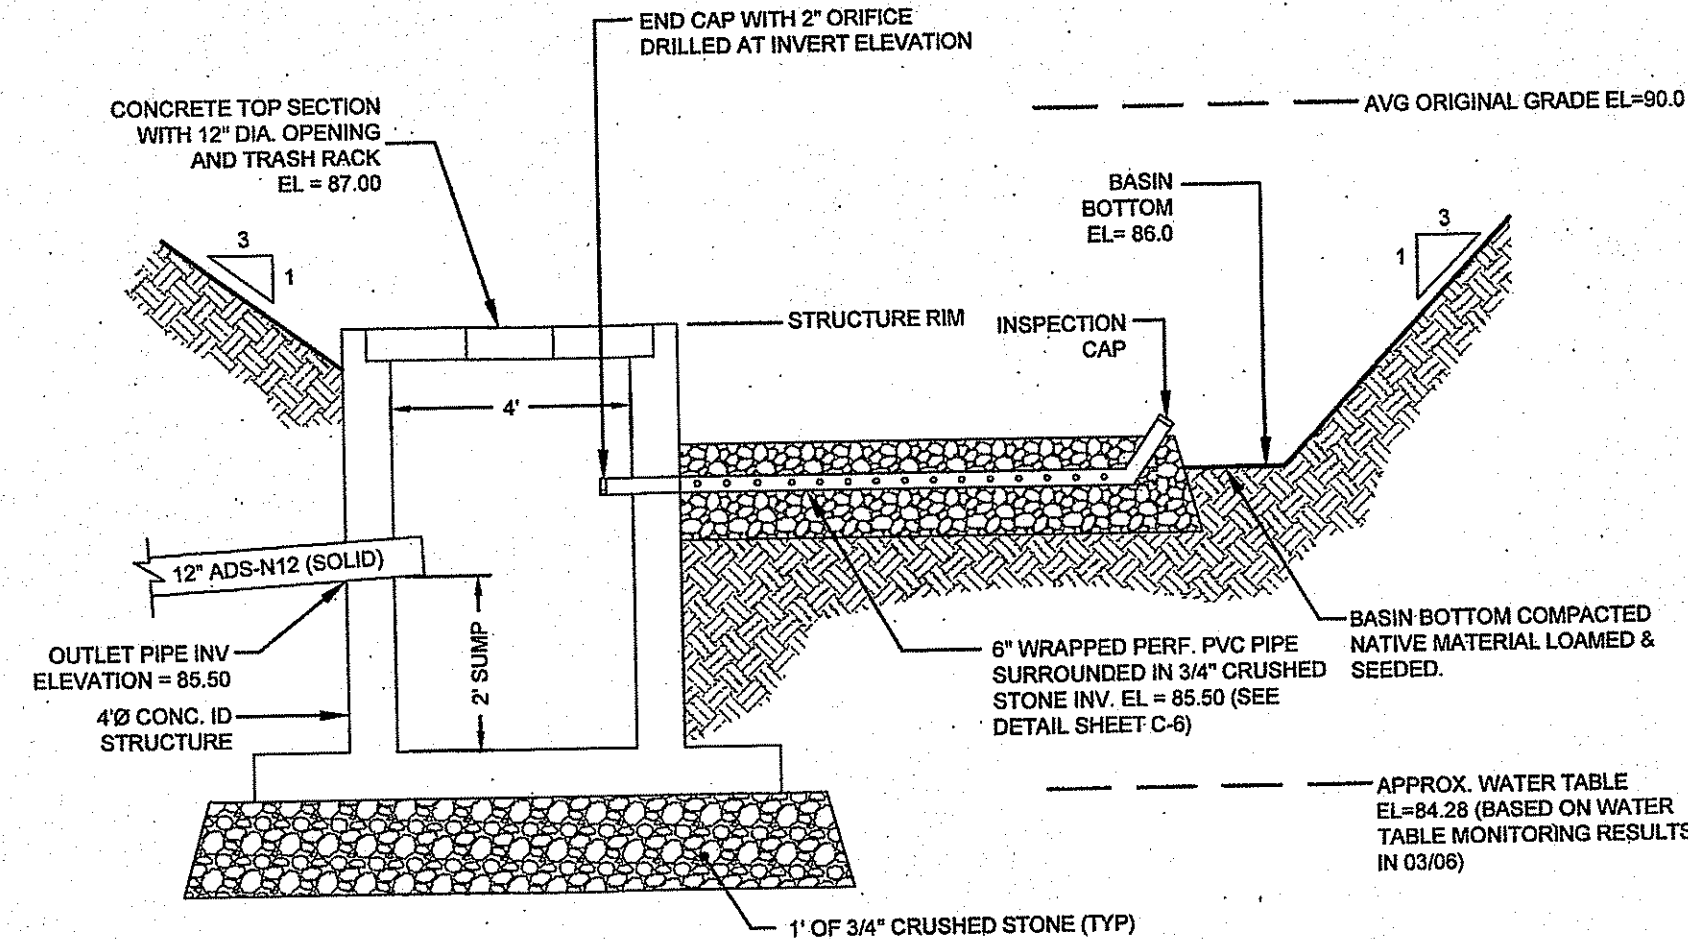 END CAP WITH 2" ORIFICE
DRILLED AT INVERT ELEVATION
CONCRETE TOP SECTION
WITH 12" DIA. OPENING
AND TRASH RACK
EL = 87.00
AVG ORIGINAL GRADE EL=90.0
BASIN
BOTTOM
EL= 86.0
3
1
3
1
STRUCTURE RIM
INSPECTION
CAP
4'
12" ADS-N12 (SOLID)
2' SUMP
OUTLET PIPE INV
ELEVATION = 85.50
4'Ø CONC. ID
STRUCTURE
6" WRAPPED PERF. PVC PIPE
SURROUNDED IN 3/4" CRUSHED
STONE INV. EL = 85.50 (SEE
DETAIL SHEET C-6)
BASIN BOTTOM COMPACTED
NATIVE MATERIAL LOAMED &
SEEDED.
APPROX. WATER TABLE
EL=84.28 (BASED ON WATER
TABLE MONITORING RESULTS
IN 03/06)
1' OF 3/4" CRUSHED STONE (TYP)